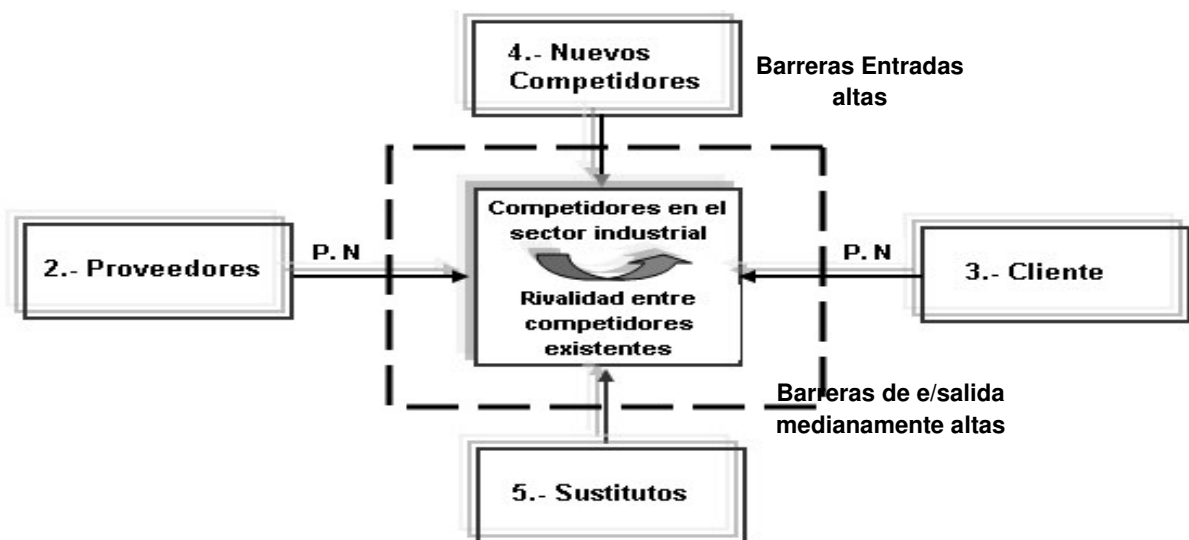 4.- Nuevos
Competidores
Barreras Entradas
altas
Competidores en el
sector industrial
2.- Proveedores
P. N
P. N
3.- Cliente
Rivalidad entre
competidores
existentes
Barreras de e/salida
medianamente altas
5.- Sustitutos